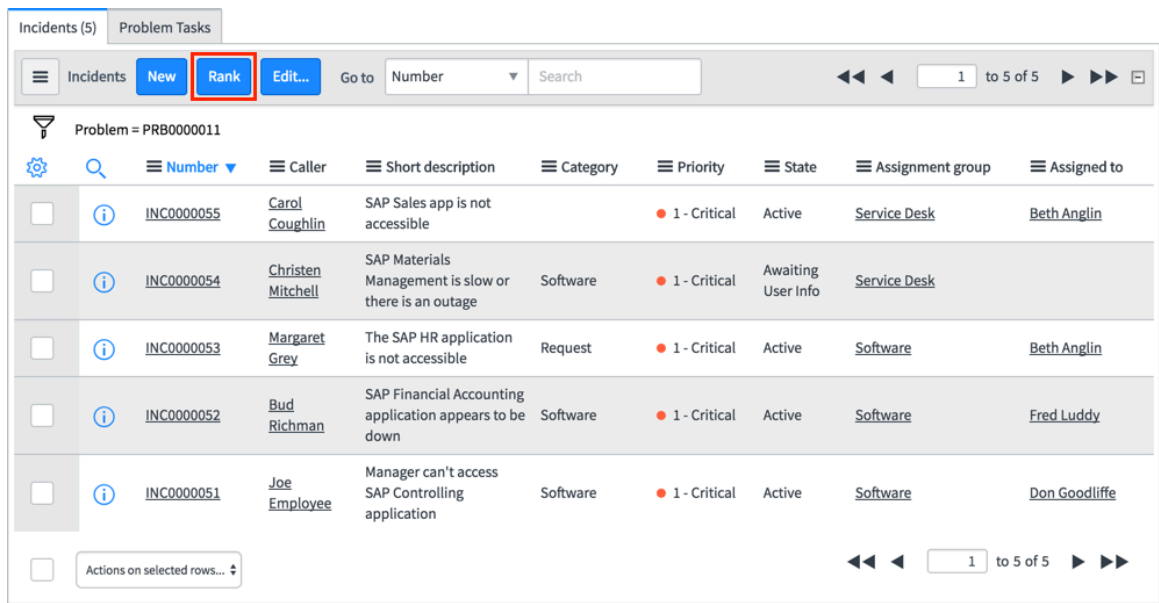 Incidents (5) Problem Tasks
Incidents New Rank Edit... Go to Number Search 1 to 5 of 5
Problem = PRB0000011
Number Caller Short description Category Priority State Assignment group Assigned to
INC0000055 Carol Coughlin SAP Sales app is not accessible 1 - Critical Active Service Desk Beth Anglin
INC0000054 Christen Mitchell SAP Materials Management is slow or there is an outage Software 1 - Critical Awaiting User Info Service Desk
INC0000053 Margaret Grey The SAP HR application is not accessible Request 1 - Critical Active Software Beth Anglin
INC0000052 Bud Richman SAP Financial Accounting application appears to be down Software 1 - Critical Active Software Fred Luddy
INC0000051 Joe Employee Manager can't access SAP Controlling application Software 1 - Critical Active Software Don Goodliffe
Actions on selected rows... 1 to 5 of 5